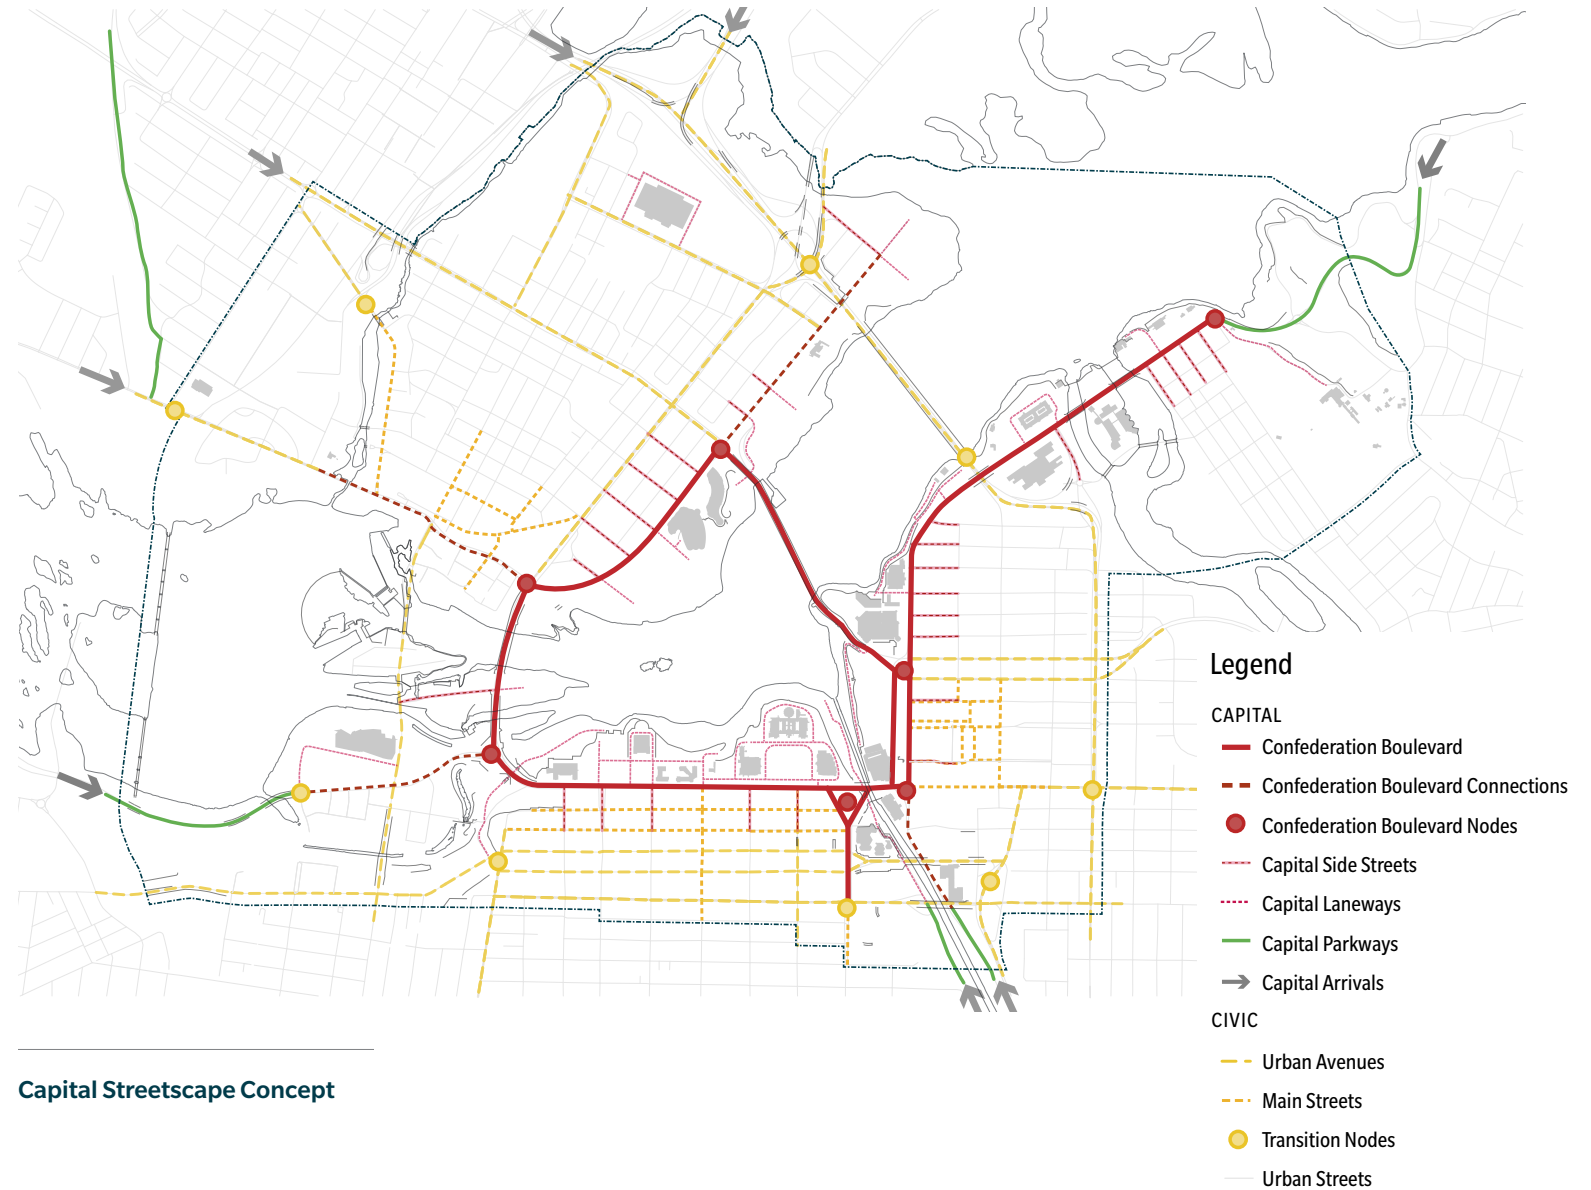 Legend
CAPITAL
Confederation Boulevard
Confederation Boulevard Connections
Confederation Boulevard Nodes
Capital Side Streets
Capital Laneways
Capital Parkways
Capital Arrivals
CIVIC
Urban Avenues
Main Streets
Transition Nodes
Urban Streets
Capital Streetscape Concept